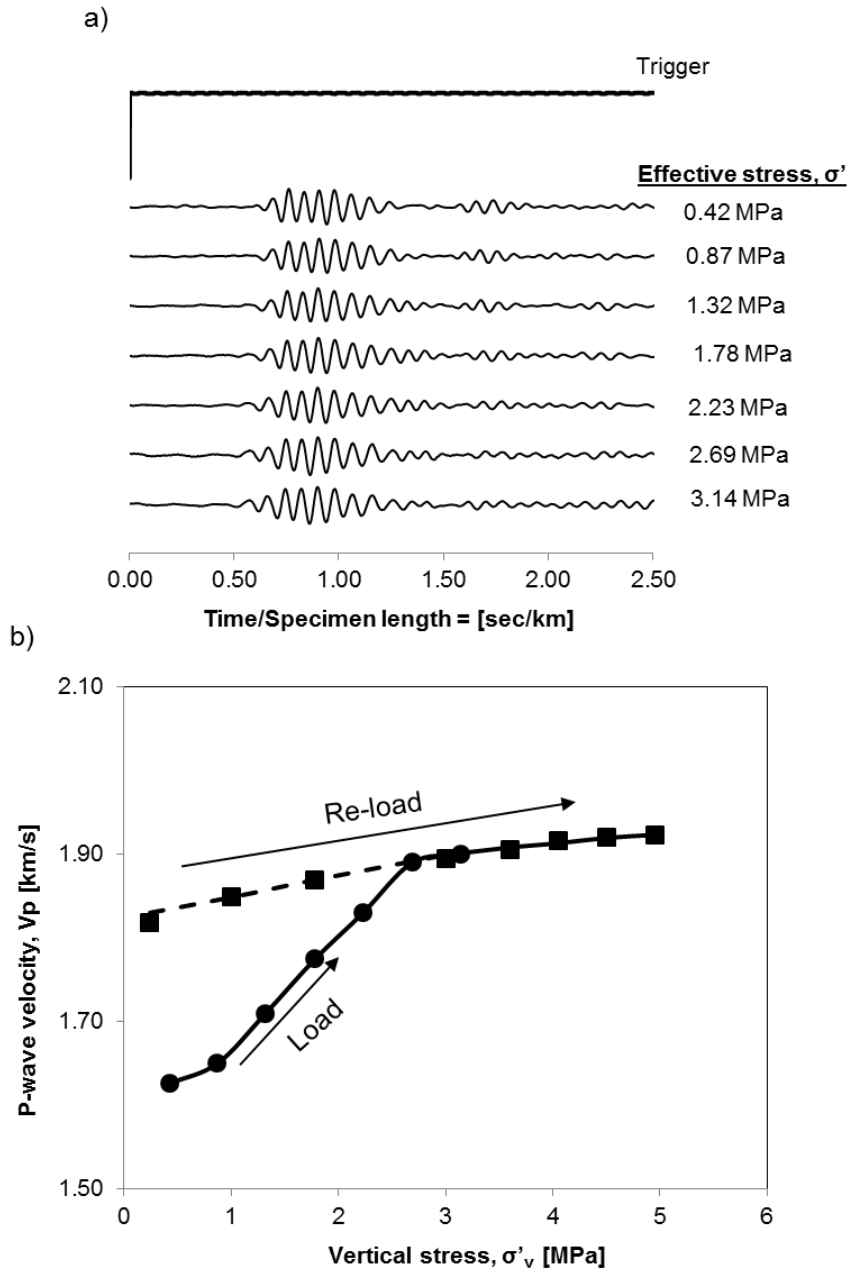 a)
Trigger
Effective stress, σ'
0.42 MPa
0.87 MPa
1.32 MPa
1.78 MPa
2.23 MPa
2.69 MPa
3.14 MPa
0.00 0.50 1.00 1.50 2.00 2.50
Time/Specimen length = [sec/km]
b)
2.10
1.90
1.70
1.50
P-wave velocity, Vp [km/s]
Re-load
Load
0 1 2 3 4 5 6
Vertical stress, σ'v [MPa]